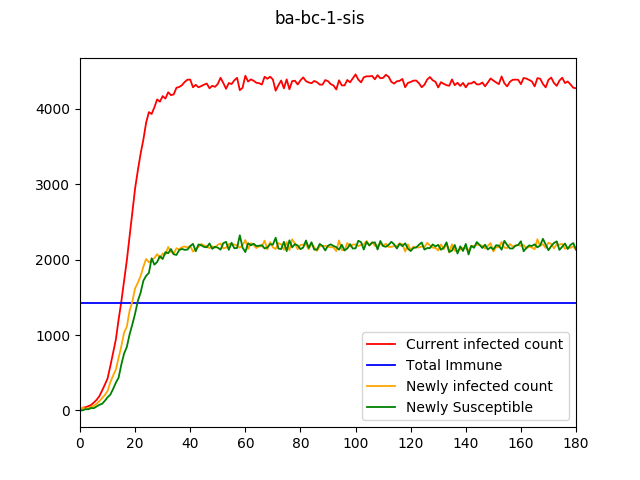 ba-bc-1-sis
4000
3000
2000
1000
0
Current infected count
Total Immune
Newly infected count
Newly Susceptible
0 20 40 60 80 100 120 140 160 180